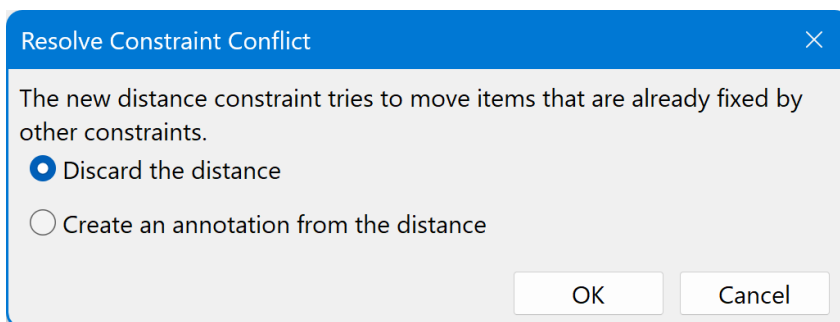 Resolve Constraint Conflict
The new distance constraint tries to move items that are already fixed by
other constraints.
Discard the distance
Create an annotation from the distance
OK Cancel